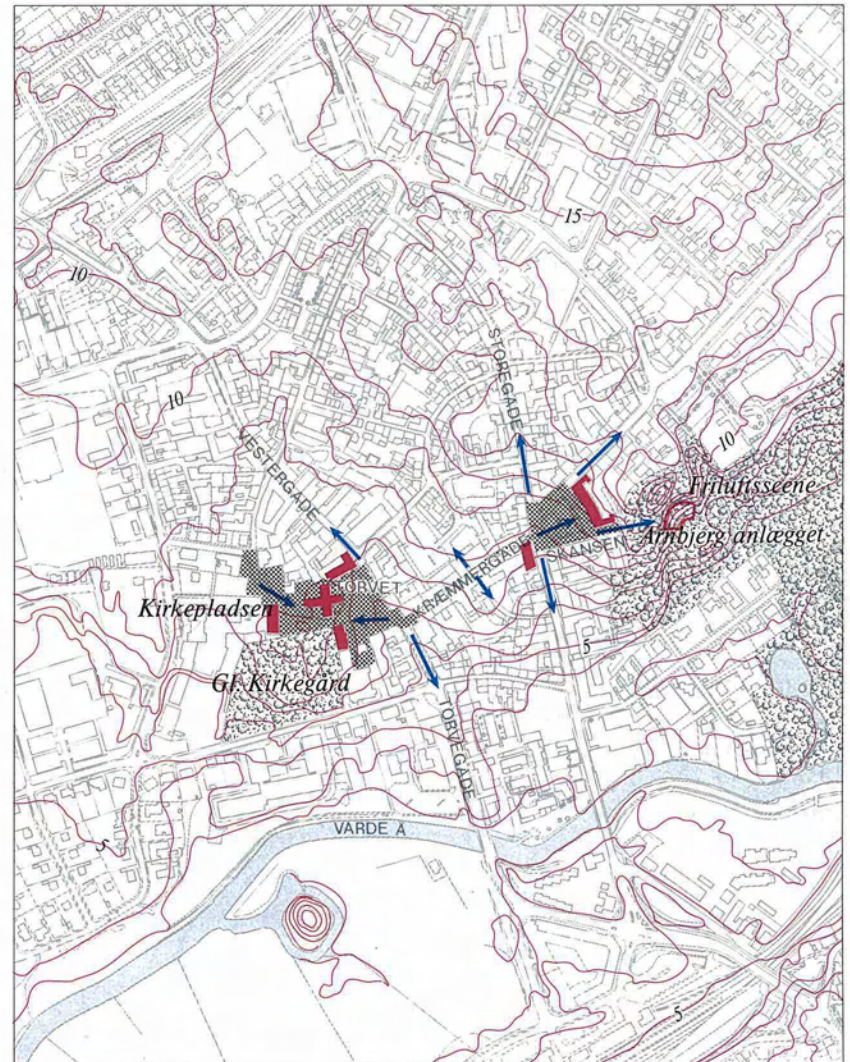 15
10
STOREGADE
10
VESTERGADE
10
Friluftsscene
Arnbjerg anlægget
SKANSEN
KRÆMMERGADE
TORVET
Kirkepladsen
5
Gl. Kirkegård
TORVEGADE
5
VARDE Å
5